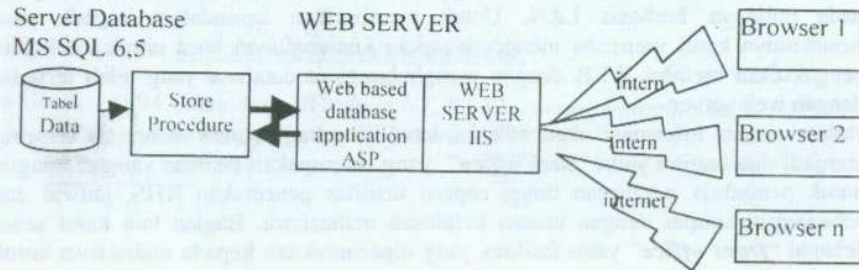 Server Database
MS SQL 6.5
WEB SERVER
Tabel
Data
Store
Procedure
Web based
database
application
ASP
WEB
SERVER
IIS
intern
intern
internet
Browser 1
Browser 2
Browser n